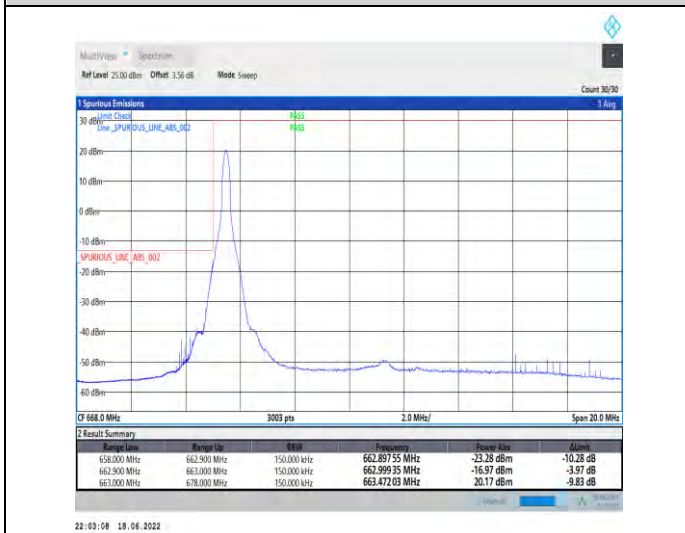 MultiView Spectrum
Ref Level 25.00 dBm Offset 3.56 dB Mode Sweep
Count 30/30
1 Spurious Emissions 1 Avg
Limit Check PASS
30 dBm
Line _SPURIOUS_LINE_ABS_002 PASS
20 dBm
10 dBm
0 dBm
-10 dBm
_SPURIOUS_LINE_ABS_002
-20 dBm
-30 dBm
-40 dBm
-50 dBm
-60 dBm
CF 668.0 MHz 3003 pts 2.0 MHz/ Span 20.0 MHz
2 Result Summary
Range Low Range Up RBW Frequency Power Abs ΔLimit
658.000 MHz 662.900 MHz 150.000 kHz 662.897 55 MHz -23.28 dBm -10.28 dB
662.900 MHz 663.000 MHz 150.000 kHz 662.999 35 MHz -16.97 dBm -3.97 dB
663.000 MHz 678.000 MHz 150.000 kHz 663.472 03 MHz 20.17 dBm -9.83 dB
22:03:08 18.06.2022